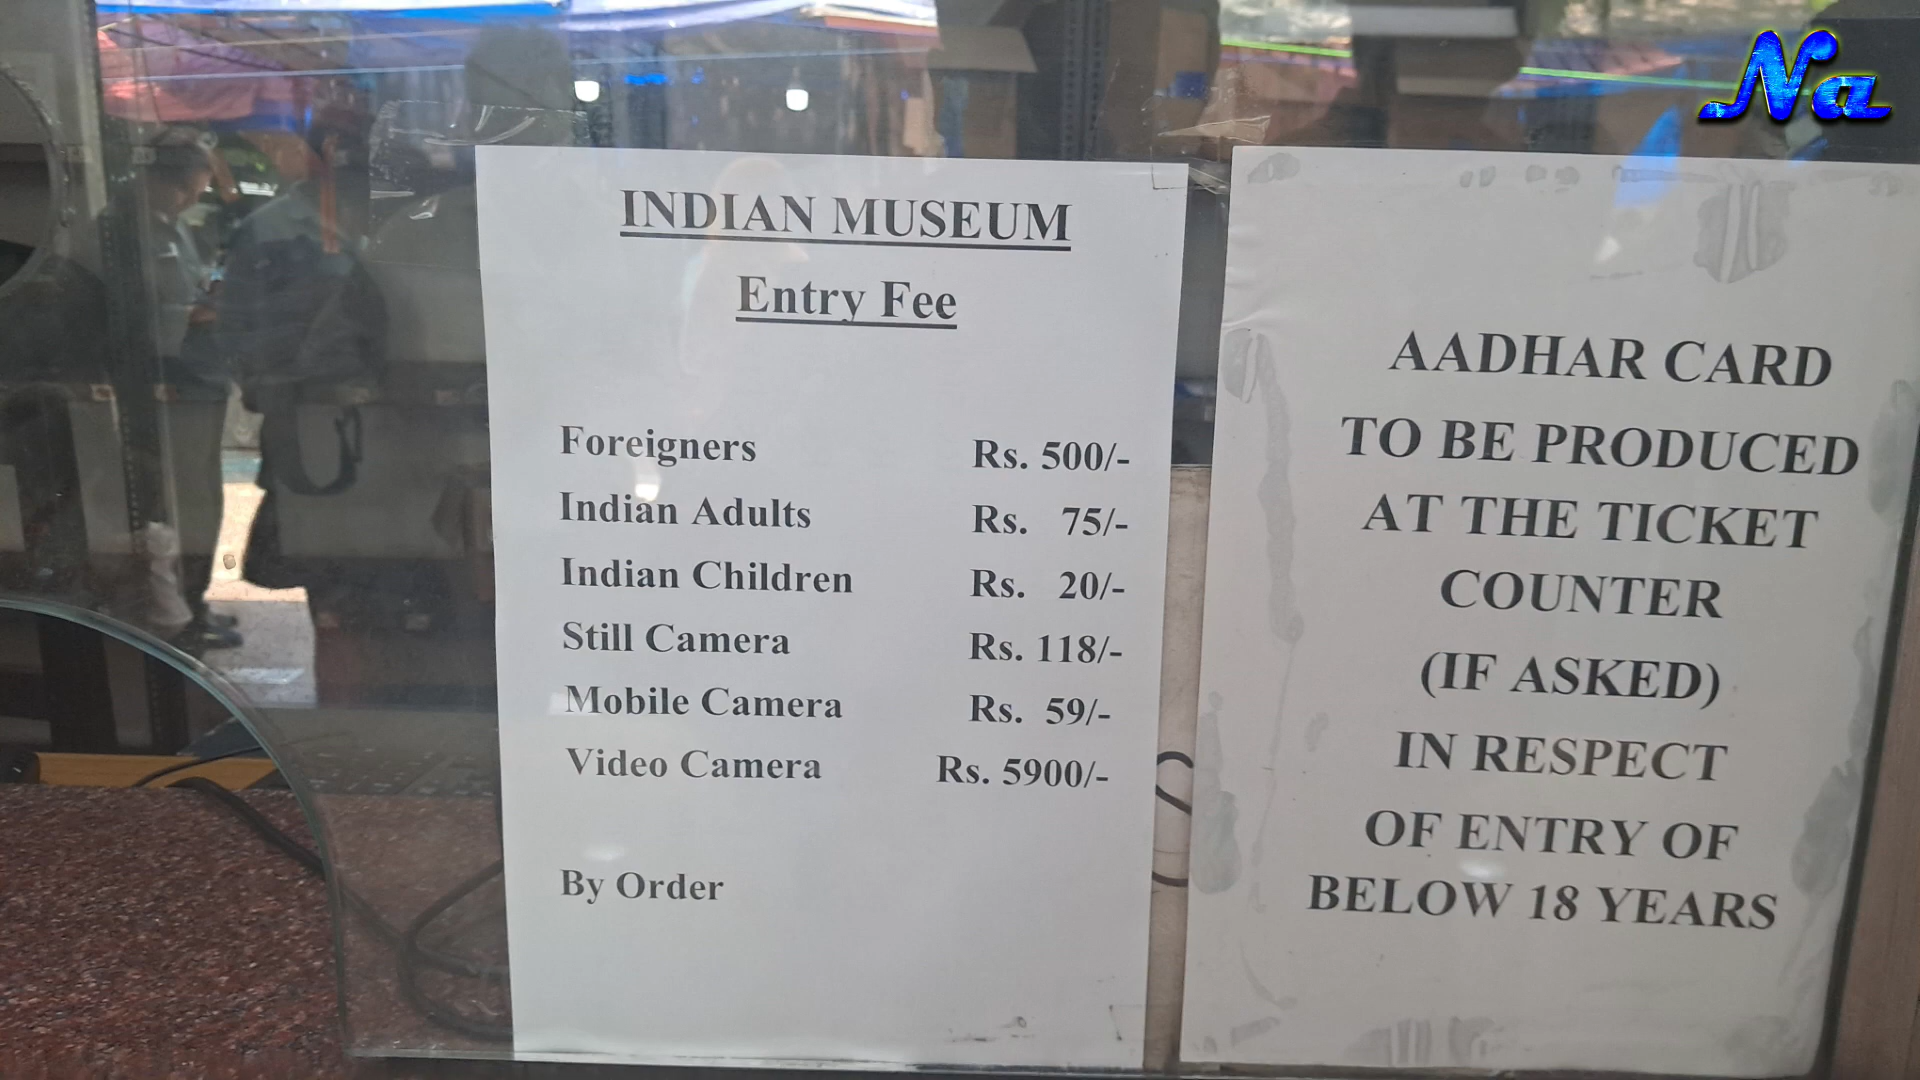 INDIAN MUSEUM
Entry Fee
Foreigners Rs. 500/-
Indian Adults Rs. 75/-
Indian Children Rs. 20/-
Still Camera Rs. 118/-
Mobile Camera Rs. 59/-
Video Camera Rs. 5900/-
By Order
AADHAR CARD
TO BE PRODUCED
AT THE TICKET
COUNTER
(IF ASKED)
IN RESPECT
OF ENTRY OF
BELOW 18 YEARS
Na